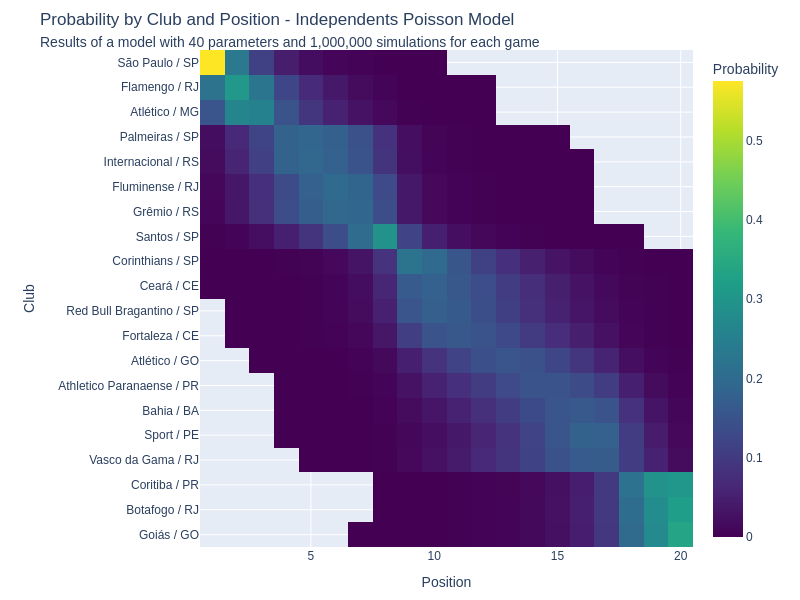 Probability by Club and Position - Independents Poisson Model
Results of a model with 40 parameters and 1,000,000 simulations for each game
Probability
São Paulo / SP
Flamengo / RJ
Atlético / MG
Palmeiras / SP
Internacional / RS
Fluminense / RJ
Grêmio / RS
Santos / SP
Corinthians / SP
Ceará / CE
Red Bull Bragantino / SP
Fortaleza / CE
Atlético / GO
Athletico Paranaense / PR
Bahia / BA
Sport / PE
Vasco da Gama / RJ
Coritiba / PR
Botafogo / RJ
Goiás / GO
Club
5
10
15
20
Position
0.5
0.4
0.3
0.2
0.1
0